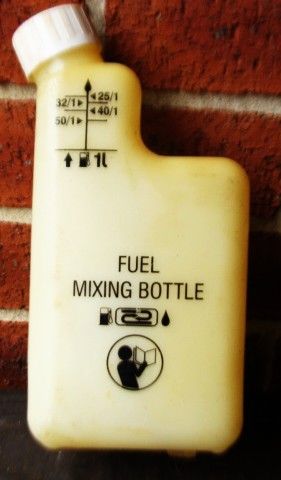 25/1
32/1
40/1
50/1
1l
FUEL
MIXING BOTTLE